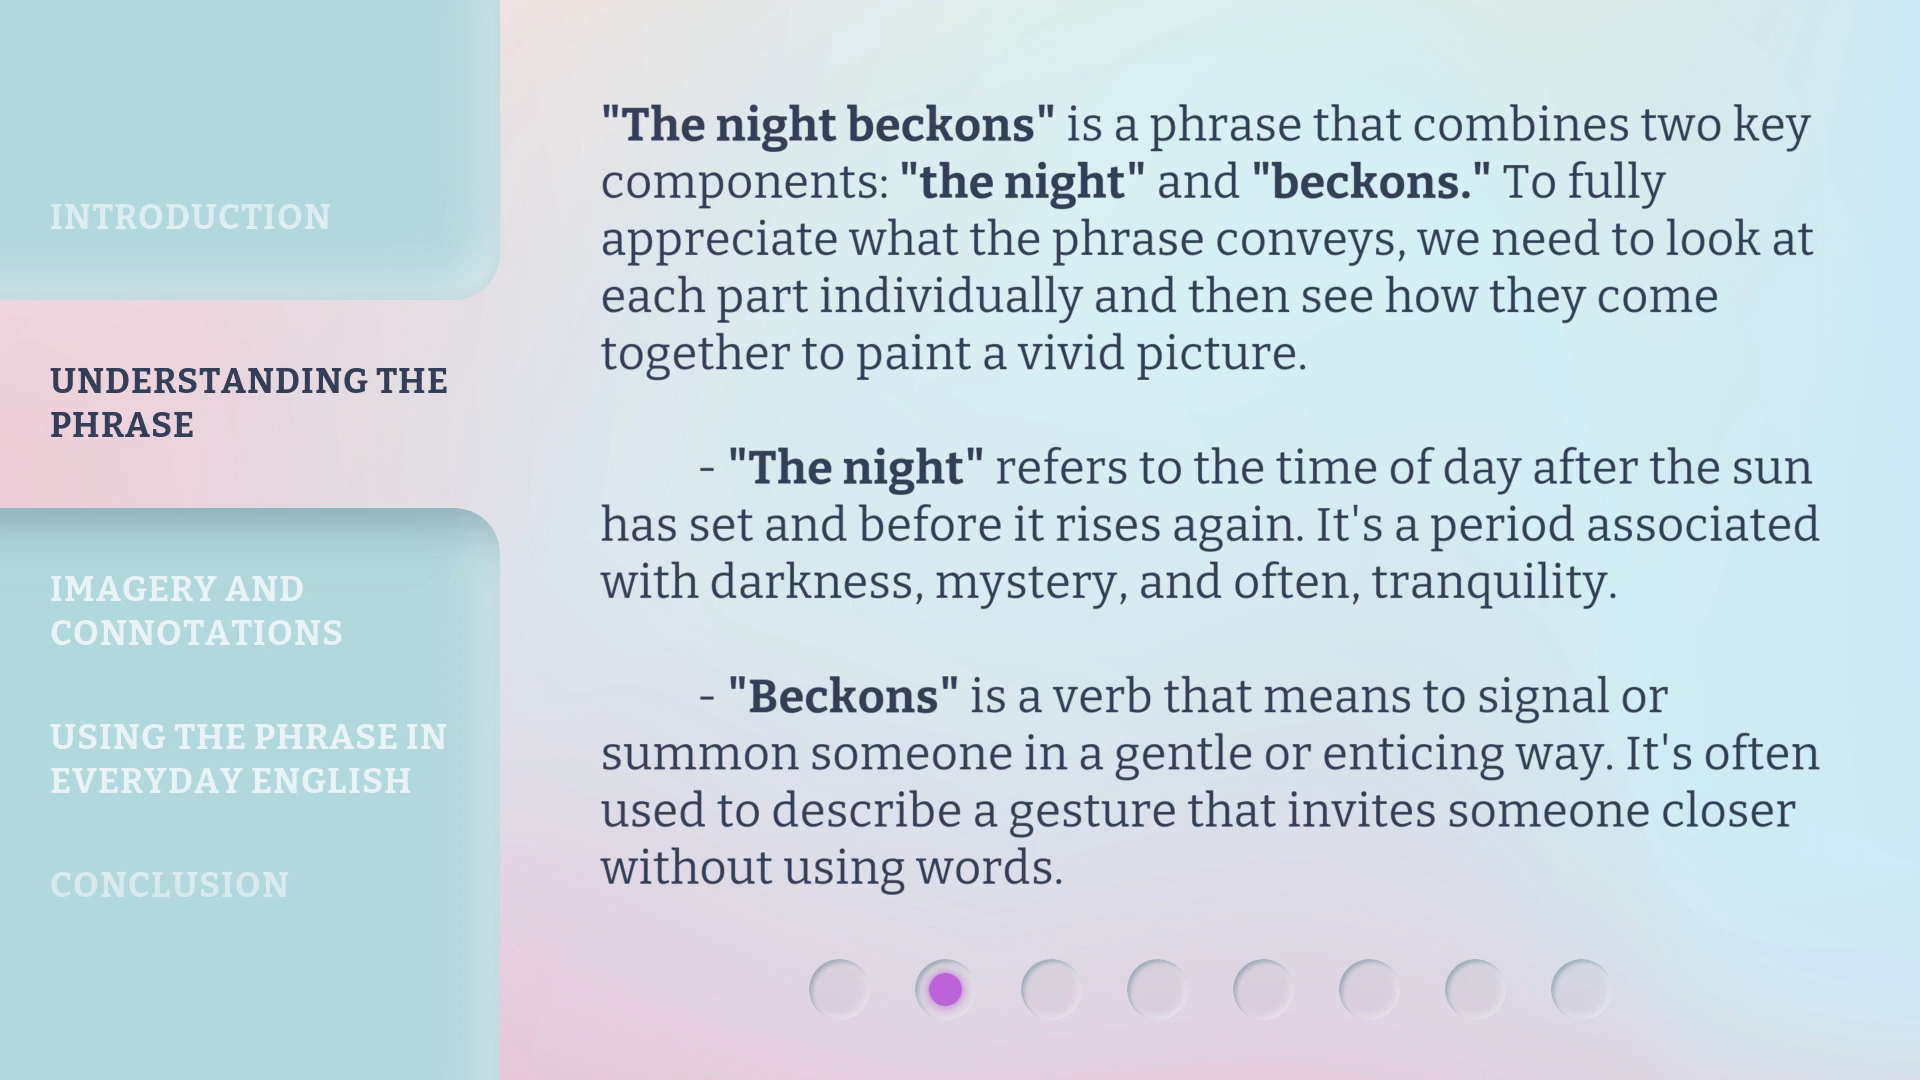 INTRODUCTION
UNDERSTANDING THE
PHRASE
IMAGERY AND
CONNOTATIONS
USING THE PHRASE IN
EVERYDAY ENGLISH
CONCLUSION
"The night beckons" is a phrase that combines two key
components: "the night" and "beckons." To fully
appreciate what the phrase conveys, we need to look at
each part individually and then see how they come
together to paint a vivid picture.
- "The night" refers to the time of day after the sun
has set and before it rises again. It's a period associated
with darkness, mystery, and often, tranquility.
- "Beckons" is a verb that means to signal or
summon someone in a gentle or enticing way. It's often
used to describe a gesture that invites someone closer
without using words.